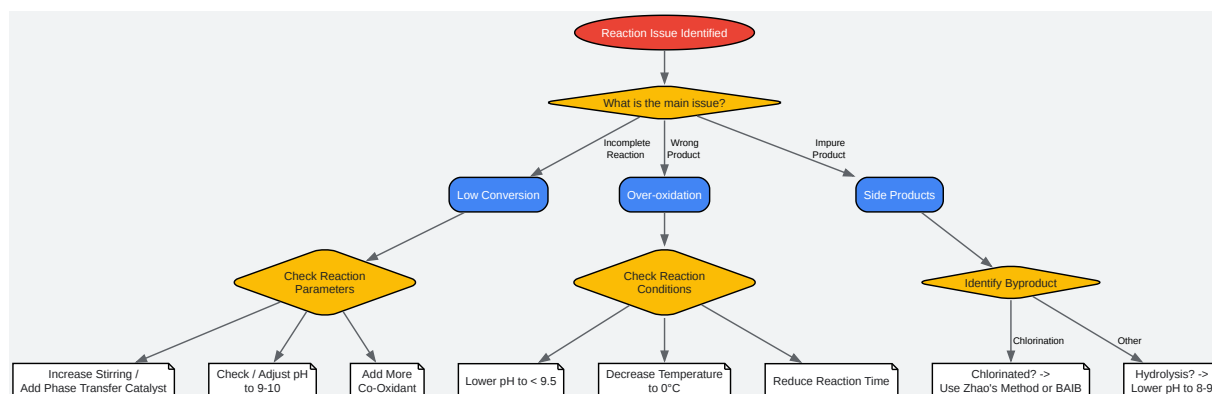 Reaction Issue Identified
What is the main issue?
Incomplete
Reaction
Wrong
Product
Impure
Product
Low Conversion
Over-oxidation
Side Products
Check Reaction
Parameters
Check Reaction
Conditions
Identify Byproduct
Chlorination
Other
Increase Stirring /
Add Phase Transfer Catalyst
Check / Adjust pH
to 9-10
Add More
Co-Oxidant
Lower pH to < 9.5
Decrease Temperature
to 0°C
Reduce Reaction Time
Chlorinated? ->
Use Zhao's Method or BAIB
Hydrolysis? ->
Lower pH to 8-9